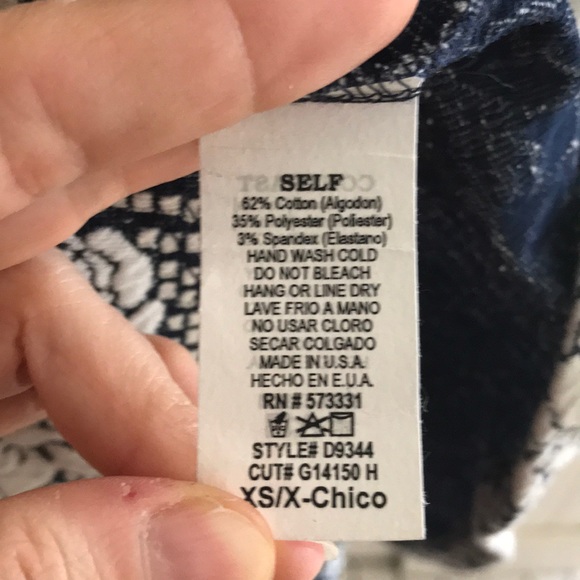 SELF
62% Cotton (Algodon)
35% Polyester (Poliester)
3% Spandex (Elastano)
HAND WASH COLD
DO NOT BLEACH
HANG OR LINE DRY
LAVE FRIO A MANO
NO USAR CLORO
SECAR COLGADO
MADE IN U.S.A.
HECHO EN E.U.A.
RN # 573331
STYLE# D9344
CUT# G14150 H
XS/X-Chico